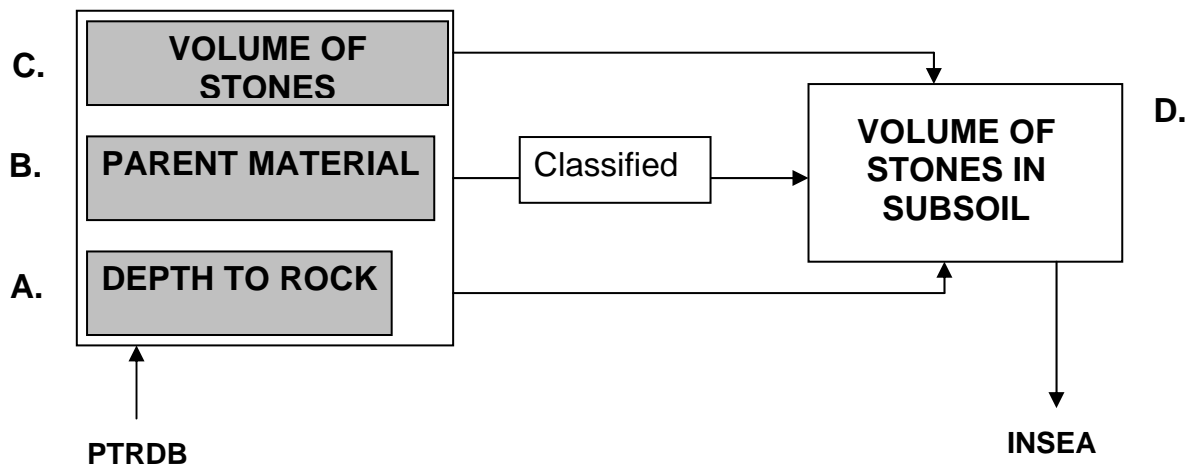 C.
VOLUME OF
STONES
B.
PARENT MATERIAL
A.
DEPTH TO ROCK
Classified
VOLUME OF
STONES IN
SUBSOIL
D.
PTRDB
INSEA